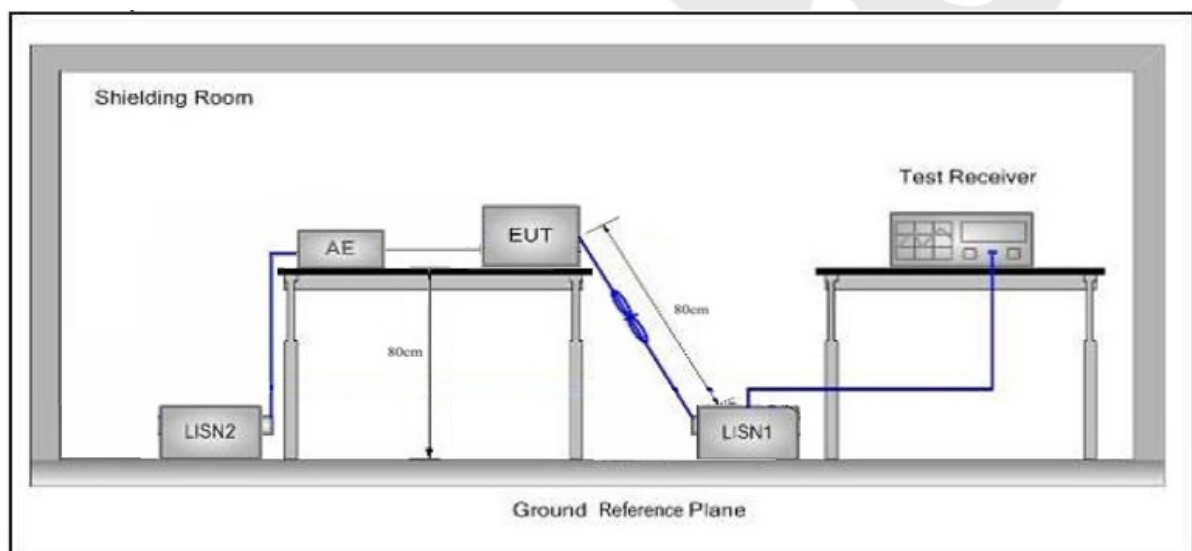 Shielding Room
Test Receiver
AE
EUT
80cm
80cm
LISN2
LISN1
Ground Reference Plane